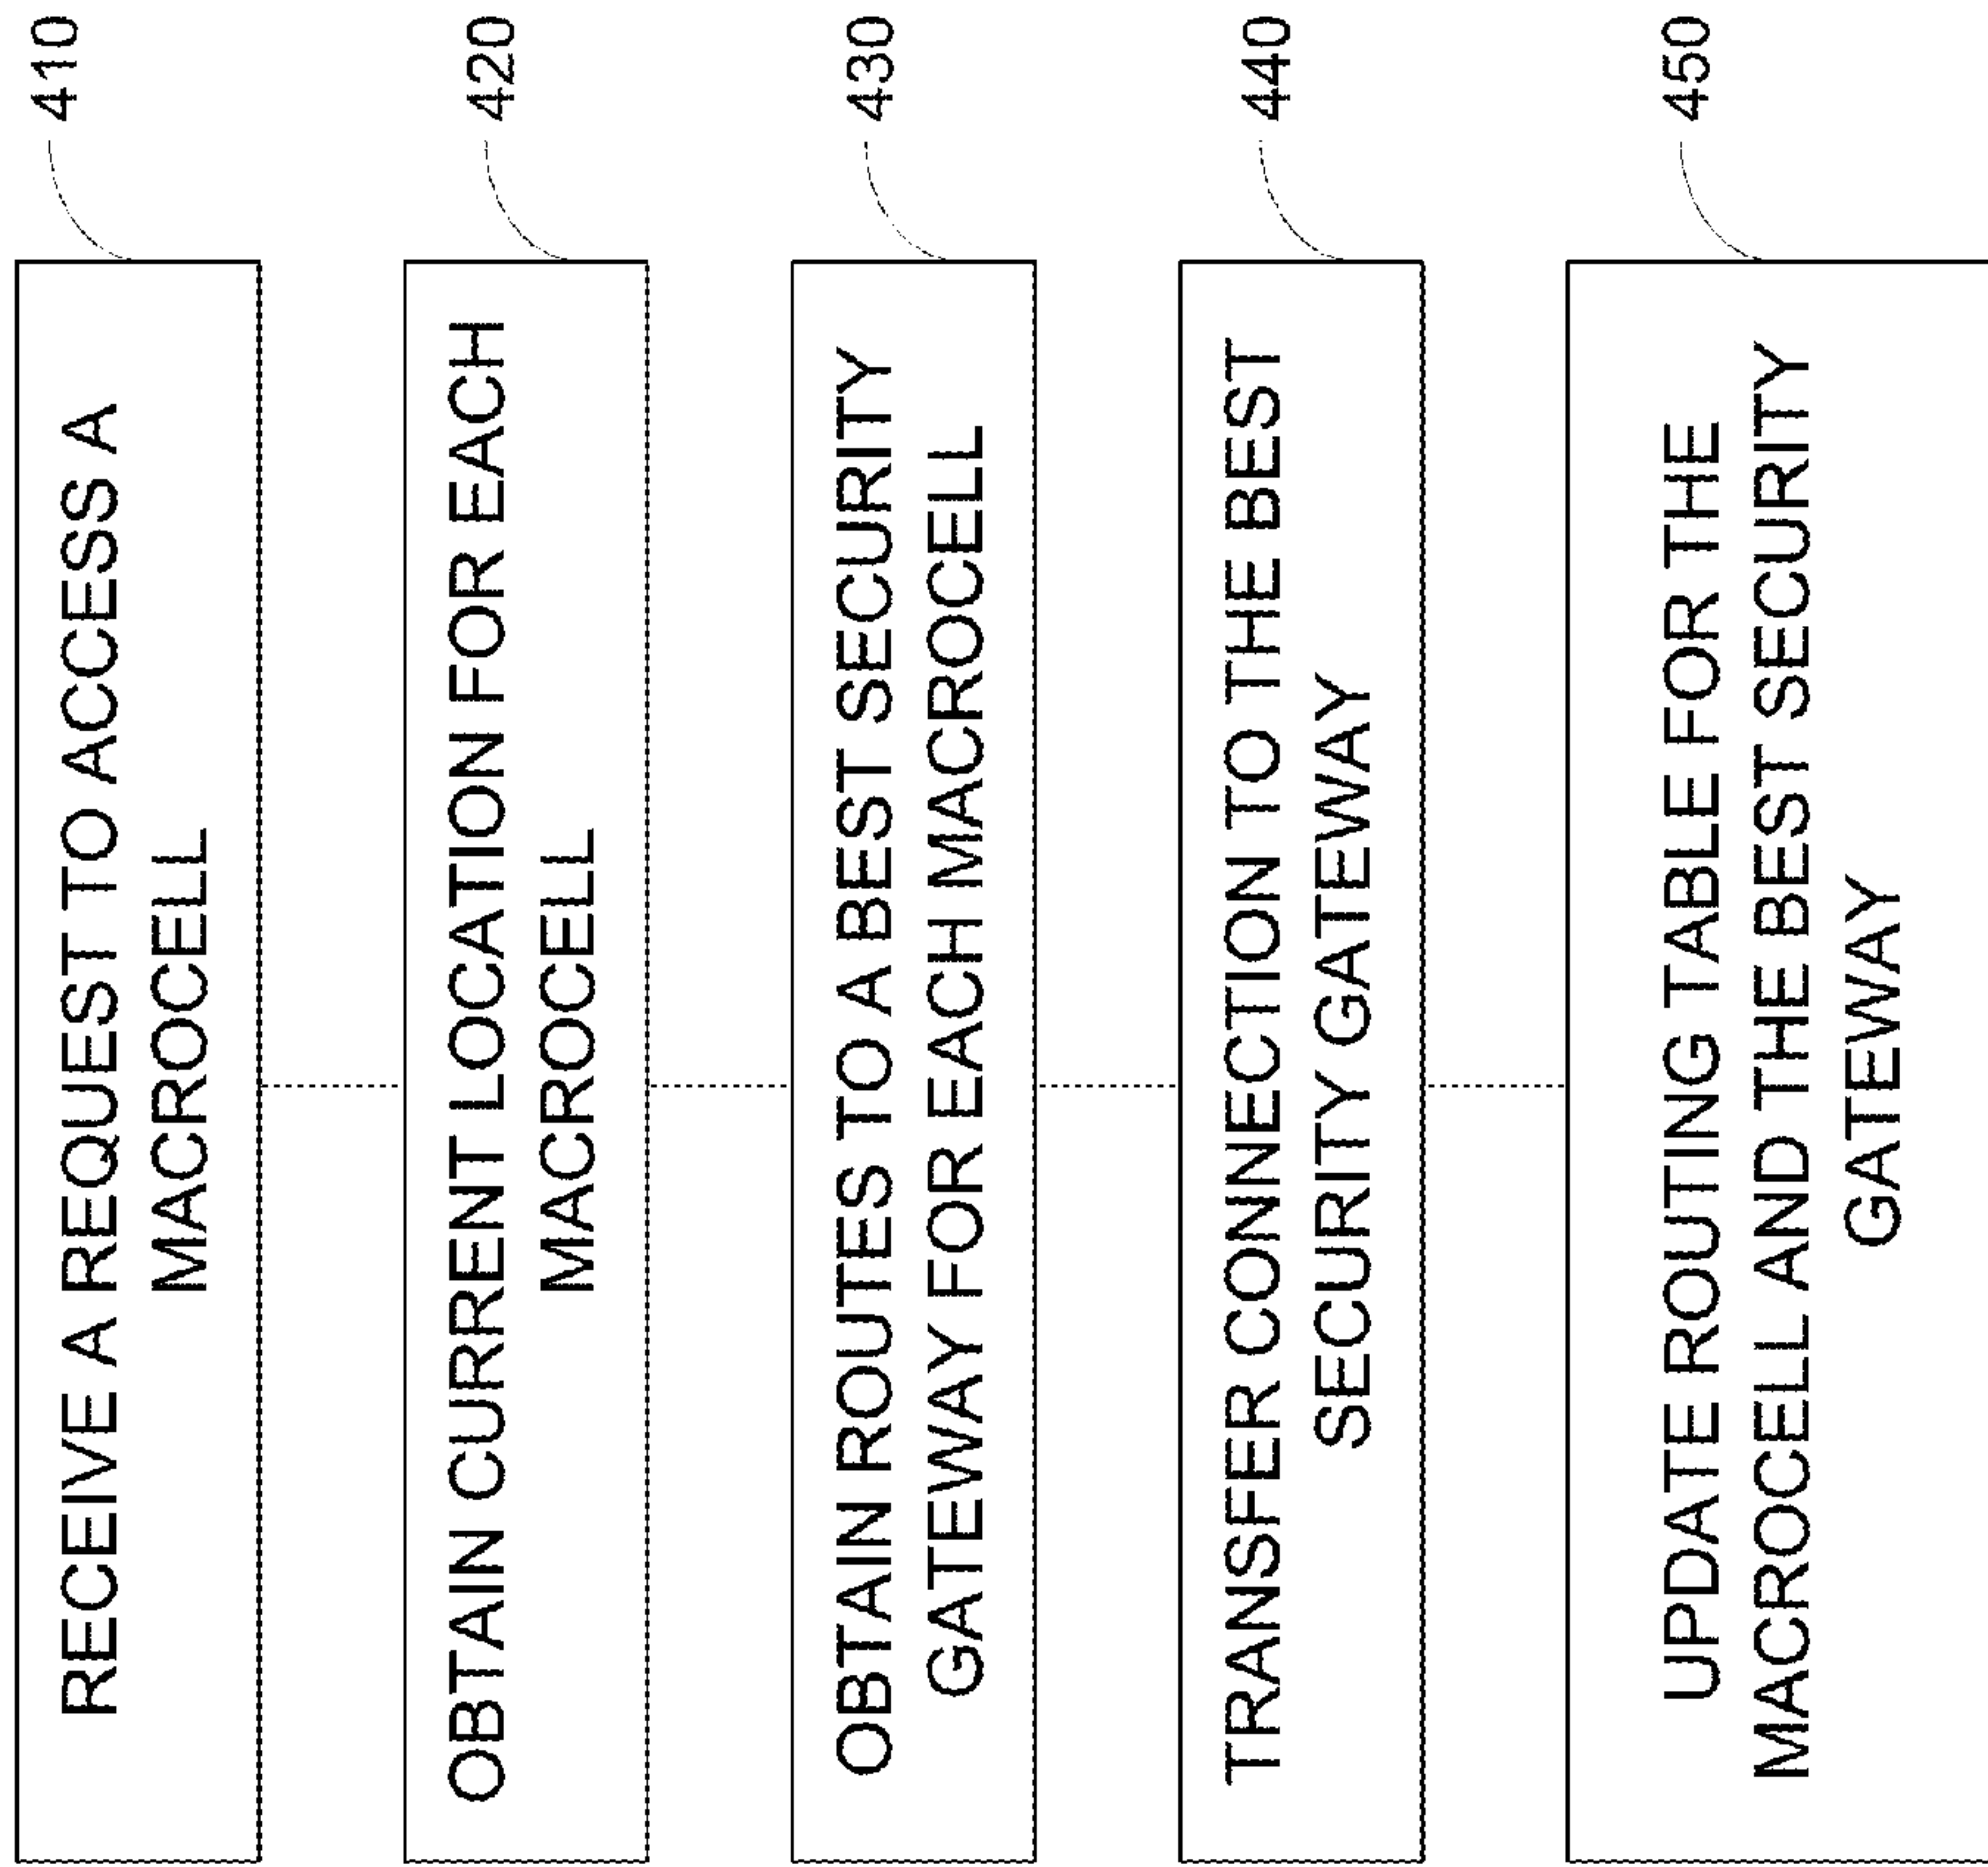 RECEIVE A REQUEST TO ACCESS A
MACROCELL
410
OBTAIN CURRENT LOCATION FOR EACH
MACROCELL
420
OBTAIN ROUTES TO A BEST SECURITY
GATEWAY FOR EACH MACROCELL
430
TRANSFER CONNECTION TO THE BEST
SECURITY GATEWAY
440
UPDATE ROUTING TABLE FOR THE
MACROCELL AND THE BEST SECURITY
GATEWAY
450